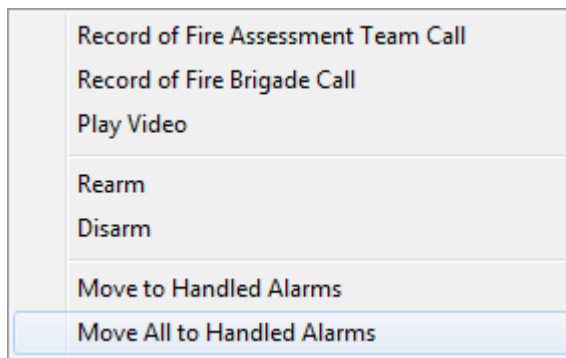 Record of Fire Assessment Team Call
Record of Fire Brigade Call
Play Video
Rearm
Disarm
Move to Handled Alarms
Move All to Handled Alarms